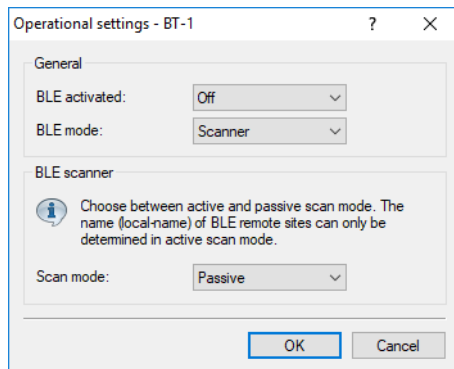 Operational settings - BT-1 ? X
General
BLE activated: Off
BLE mode: Scanner
BLE scanner
Choose between active and passive scan mode. The
name (local-name) of BLE remote sites can only be
determined in active scan mode.
Scan mode: Passive
OK Cancel